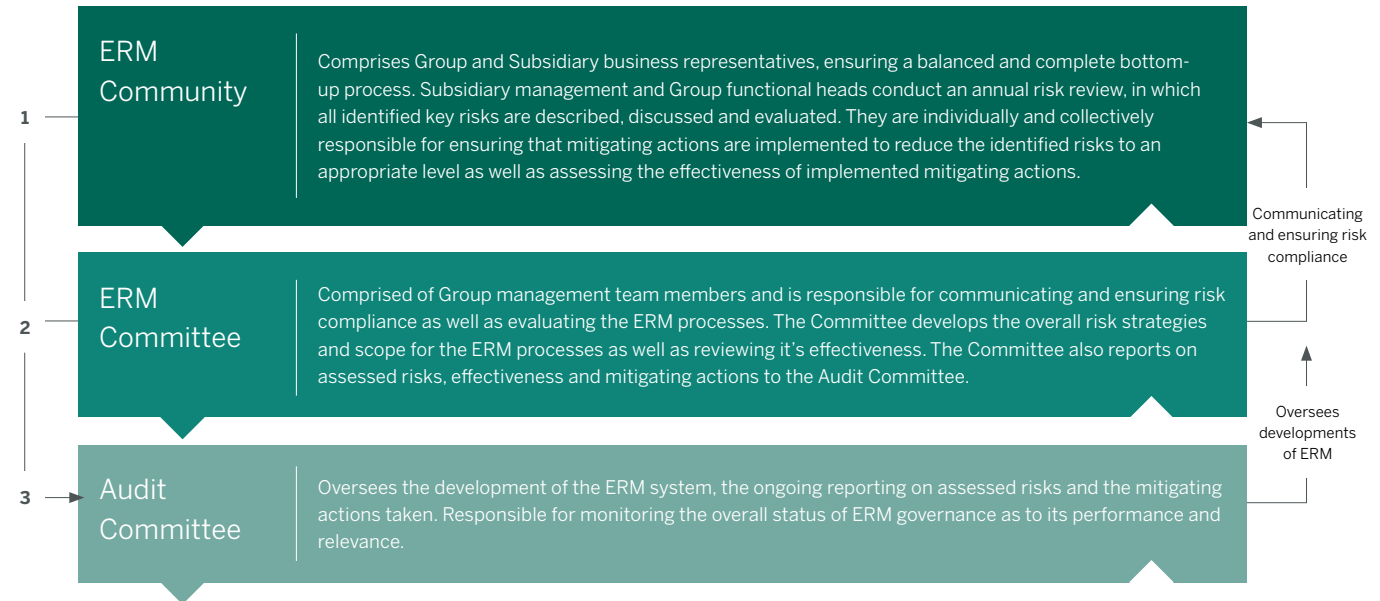 1
ERM
Community
Comprises Group and Subsidiary business representatives, ensuring a balanced and complete bottom-
up process. Subsidiary management and Group functional heads conduct an annual risk review, in which
all identified key risks are described, discussed and evaluated. They are individually and collectively
responsible for ensuring that mitigating actions are implemented to reduce the identified risks to an
appropriate level as well as assessing the effectiveness of implemented mitigating actions.
Communicating
and ensuring risk
compliance
2
ERM
Committee
Comprised of Group management team members and is responsible for communicating and ensuring risk
compliance as well as evaluating the ERM processes. The Committee develops the overall risk strategies
and scope for the ERM processes as well as reviewing it's effectiveness. The Committee also reports on
assessed risks, effectiveness and mitigating actions to the Audit Committee.
Oversees
developments
of ERM
3
Audit
Committee
Oversees the development of the ERM system, the ongoing reporting on assessed risks and the mitigating
actions taken. Responsible for monitoring the overall status of ERM governance as to its performance and
relevance.